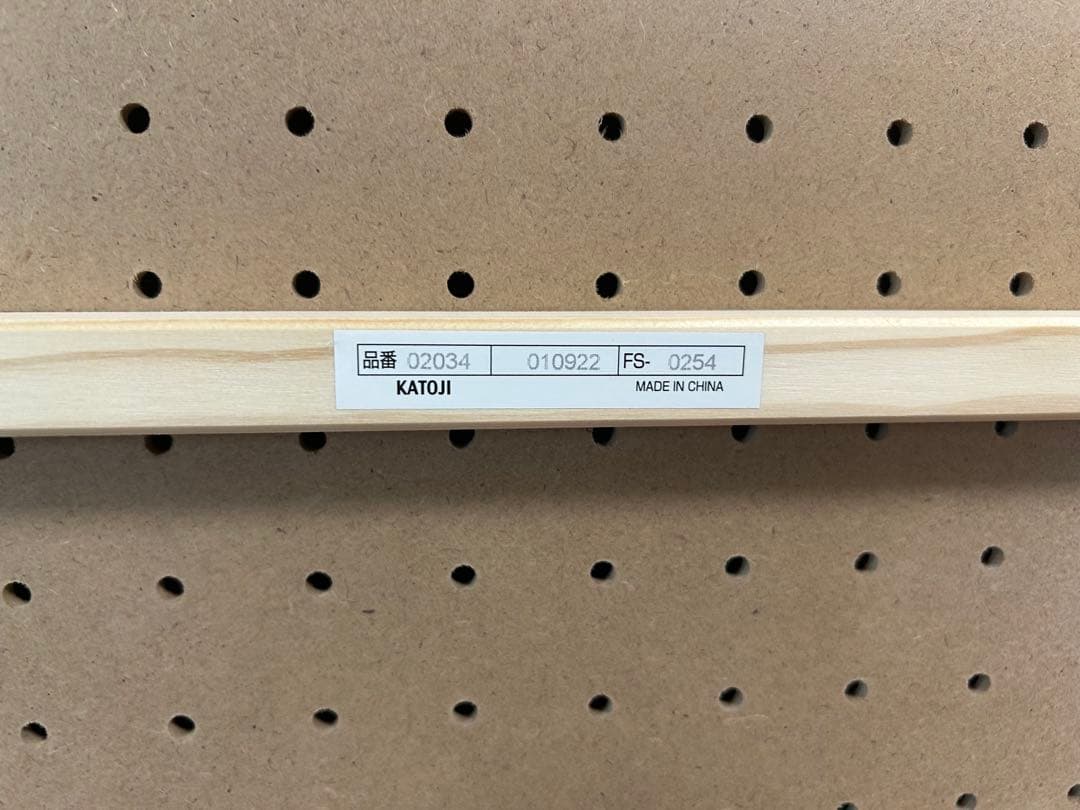 品番 02034 010922 FS- 0254
KATOJI MADE IN CHINA